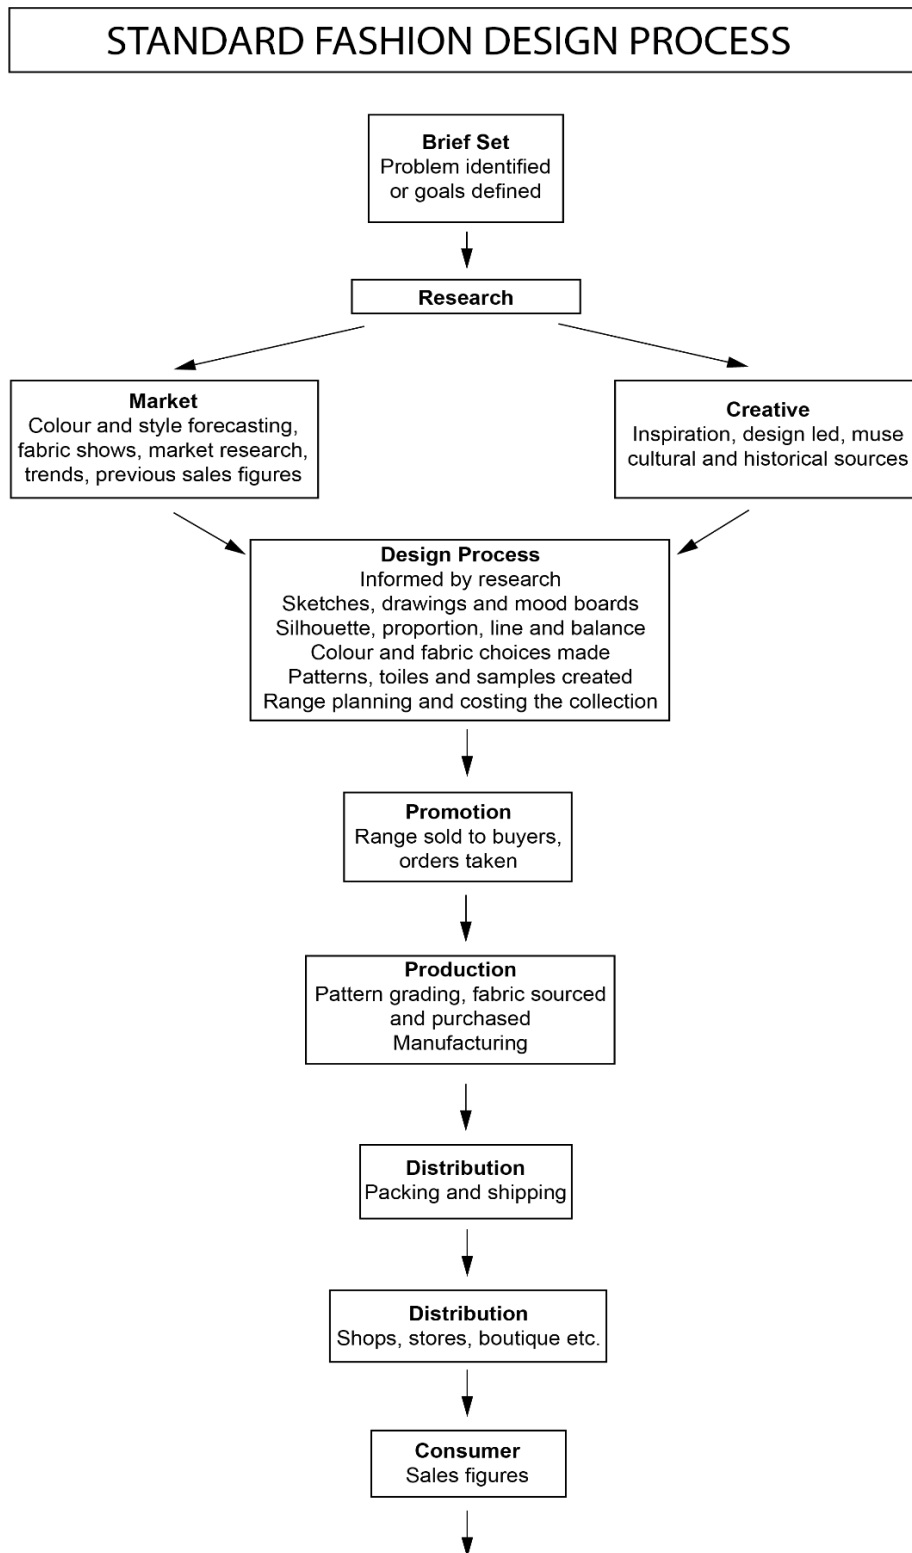 STANDARD FASHION DESIGN PROCESS
Brief Set
Problem identified
or goals defined
Research
Market
Colour and style forecasting,
fabric shows, market research,
trends, previous sales figures
Creative
Inspiration, design led, muse
cultural and historical sources
Design Process
Informed by research
Sketches, drawings and mood boards
Silhouette, proportion, line and balance
Colour and fabric choices made
Patterns, toiles and samples created
Range planning and costing the collection
Promotion
Range sold to buyers,
orders taken
Production
Pattern grading, fabric sourced
and purchased
Manufacturing
Distribution
Packing and shipping
Distribution
Shops, stores, boutique etc.
Consumer
Sales figures